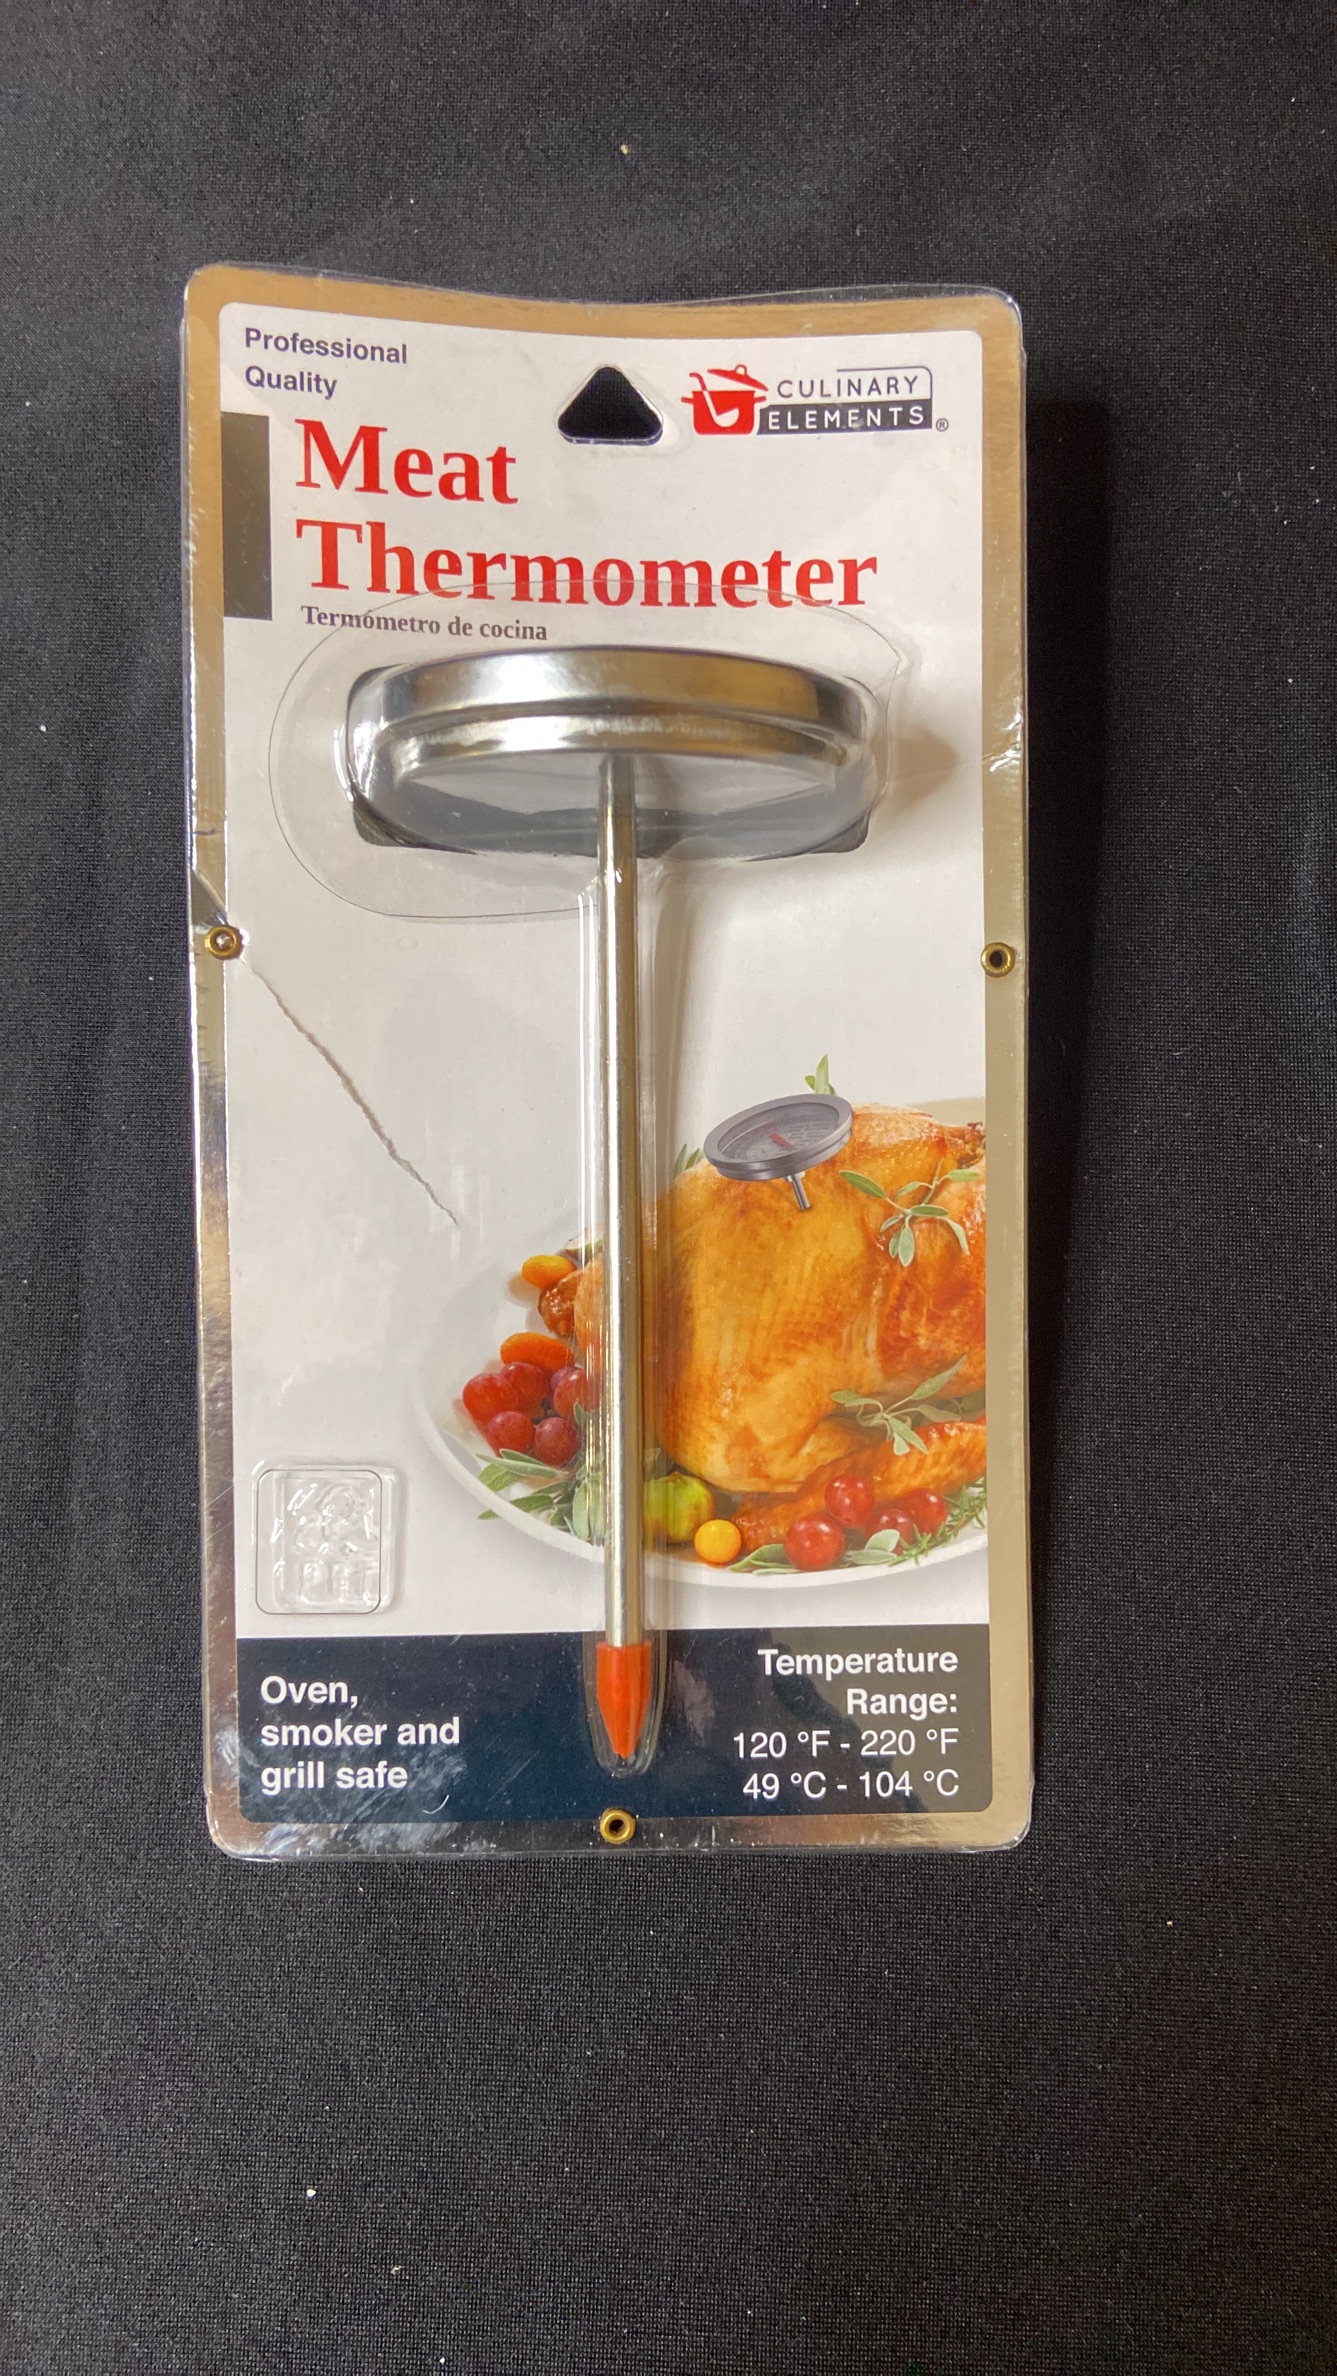 Professional
Quality
CULINARY
ELEMENTS®
Meat
Thermometer
Termómetro de cocina
Oven,
smoker and
grill safe
Temperature
Range:
120 °F - 220 °F
49 °C - 104 °C